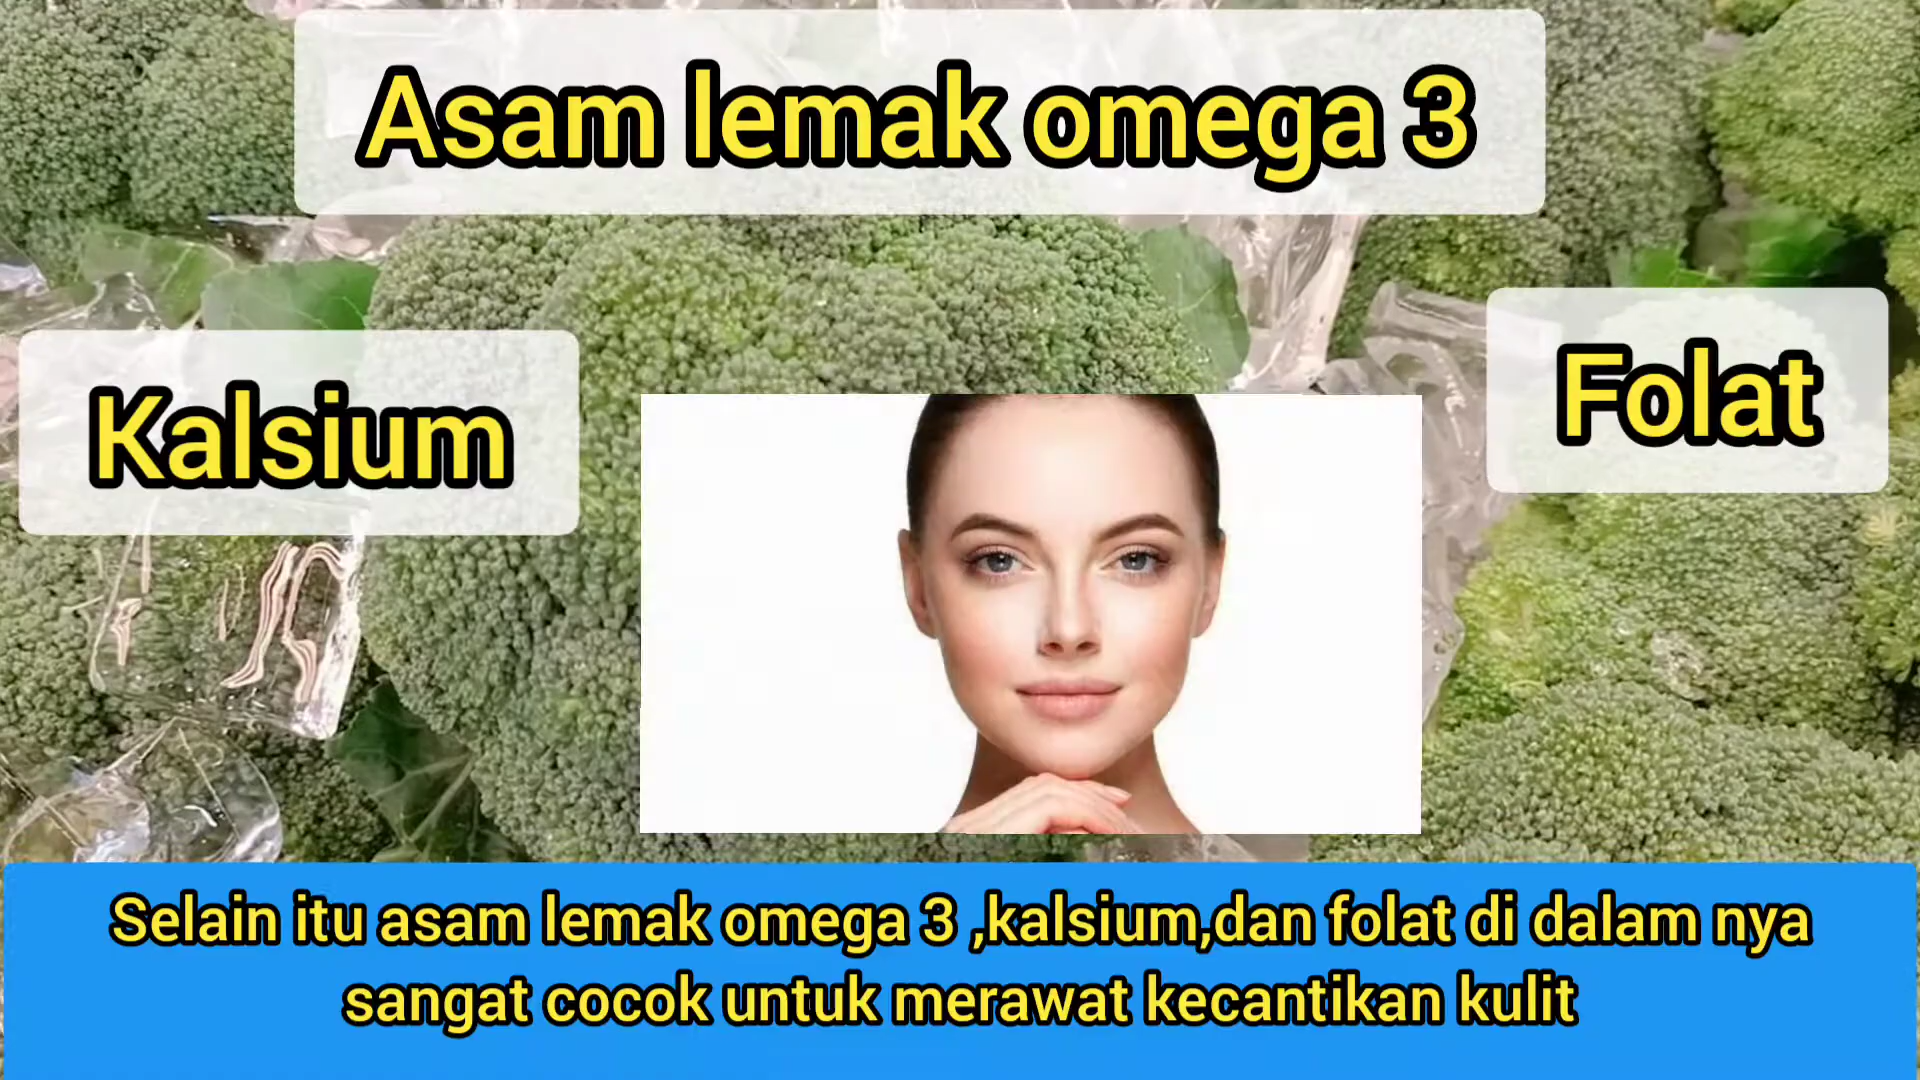 Asam lemak omega 3
Kalsium
Folat
Selain itu asam lemak omega 3 ,kalsium,dan folat di dalam nya
sangat cocok untuk merawat kecantikan kulit